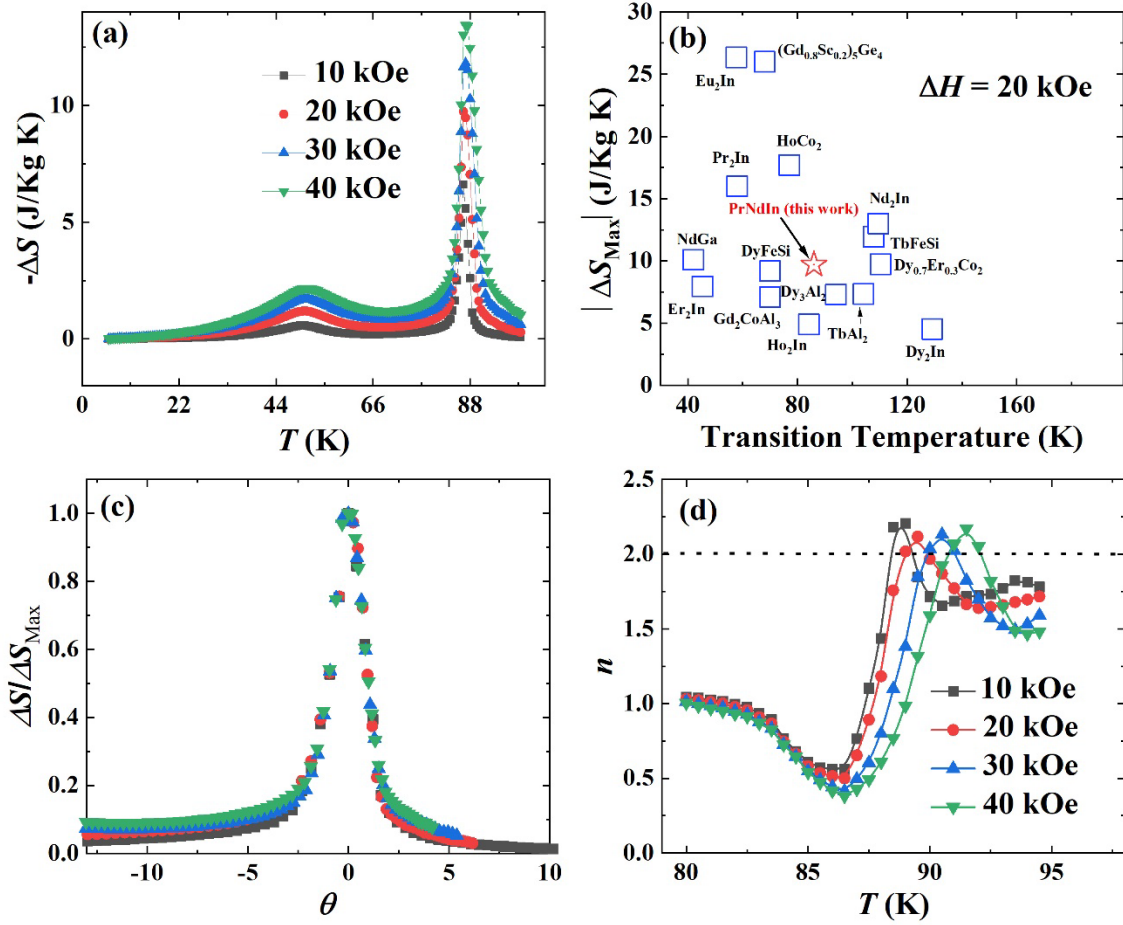 (a)
10 kOe
20 kOe
30 kOe
40 kOe
-ΔS (J/Kg K)
10
5
0
0 22 44 66 88
T (K)
(b)
ΔH = 20 kOe
Eu₂In
(Gd₀.₈Sc₀.₂)₅Ge₄
HoCo₂
Pr₂In
PrNdIn (this work)
Nd₂In
NdGa
DyFeSi
TbFeSi
Dy₀.₇Er₀.₃Co₂
Er₂In
Dy₃Al₂
Gd₂CoAl₃
Ho₂In
TbAl₂
Dy₂In
|ΔS_Max| (J/Kg K)
30
25
20
15
10
5
0
40 80 120 160
Transition Temperature (K)
(c)
ΔS/ΔS_Max
1.0
0.8
0.6
0.4
0.2
0.0
-10 -5 0 5 10
θ
(d)
n
2.5
2.0
1.5
1.0
0.5
0.0
10 kOe
20 kOe
30 kOe
40 kOe
80 85 90 95
T (K)